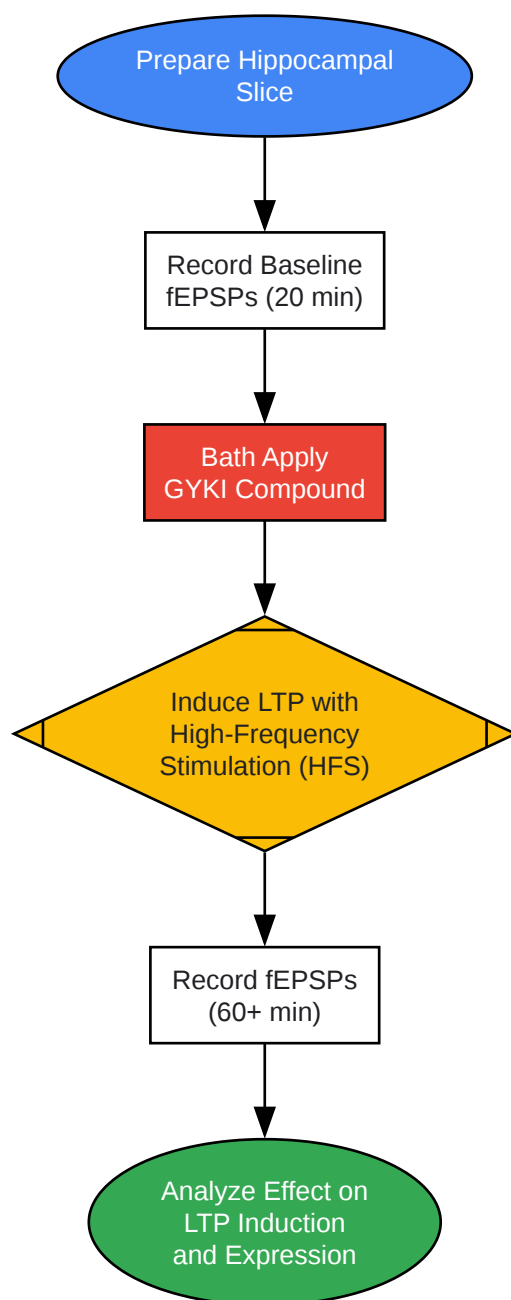 Prepare Hippocampal
Slice
Record Baseline
fEPSPs (20 min)
Bath Apply
GYKI Compound
Induce LTP with
High-Frequency
Stimulation (HFS)
Record fEPSPs
(60+ min)
Analyze Effect on
LTP Induction
and Expression